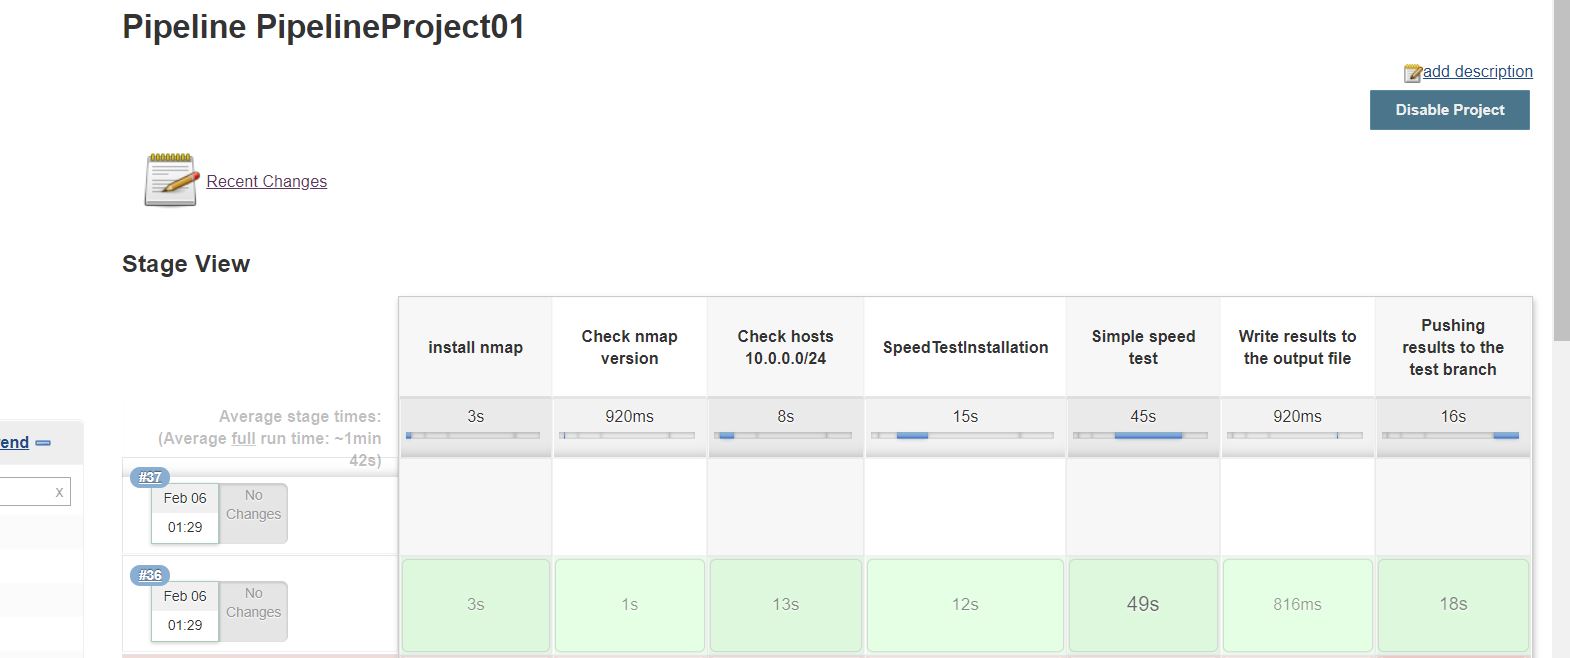 Pipeline PipelineProject01
add description
Disable Project
Recent Changes
Stage View
install nmap
Check nmap
version
Check hosts
10.0.0.0/24
SpeedTestInstallation
Simple speed
test
Write results to
the output file
Pushing
results to the
test branch
Average stage times:
(Average full run time: ~1min
42s)
3s
920ms
8s
15s
45s
920ms
16s
end
x
#37
Feb 06
01:29
No
Changes
#36
Feb 06
01:29
No
Changes
3s
1s
13s
12s
49s
816ms
18s